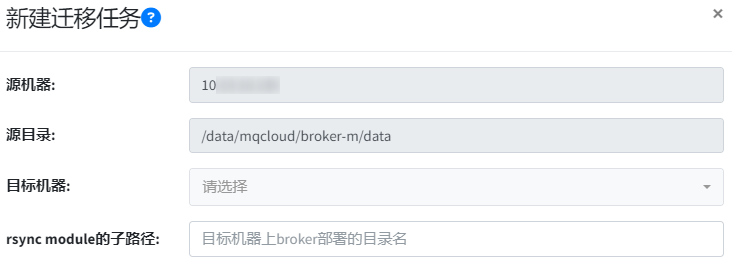 新建迁移任务?
×
源机器: 10
源目录: /data/mqcloud/broker-m/data
目标机器: 请选择
rsync module的子路径: 目标机器上broker部署的目录名